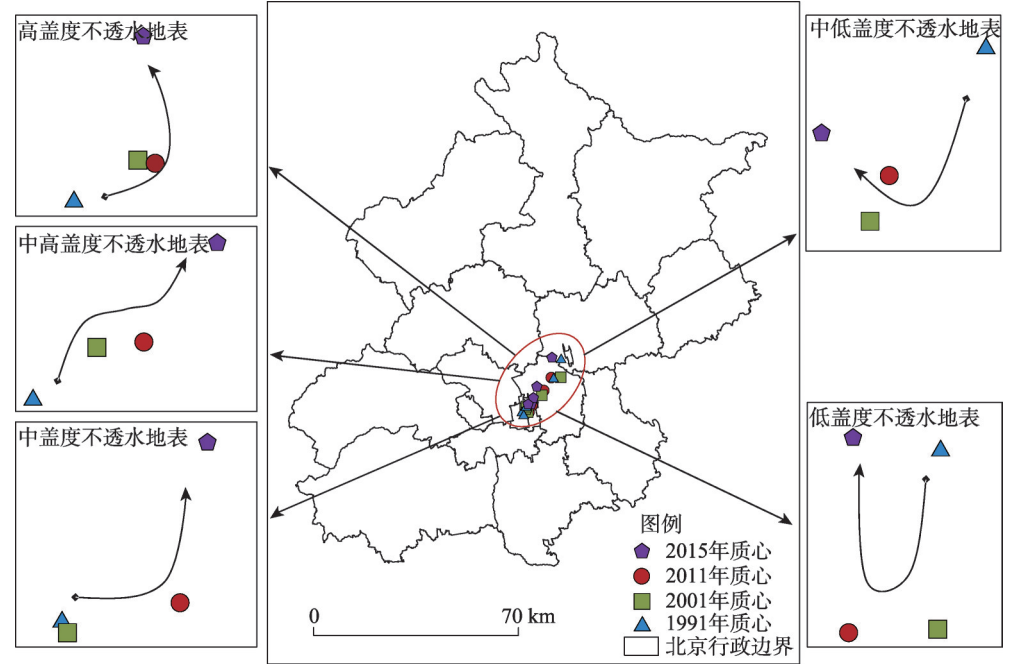 高盖度不透水地表
中高盖度不透水地表
中盖度不透水地表
中低盖度不透水地表
低盖度不透水地表
图例
2015年质心
2011年质心
2001年质心
1991年质心
北京行政边界
0 70 km